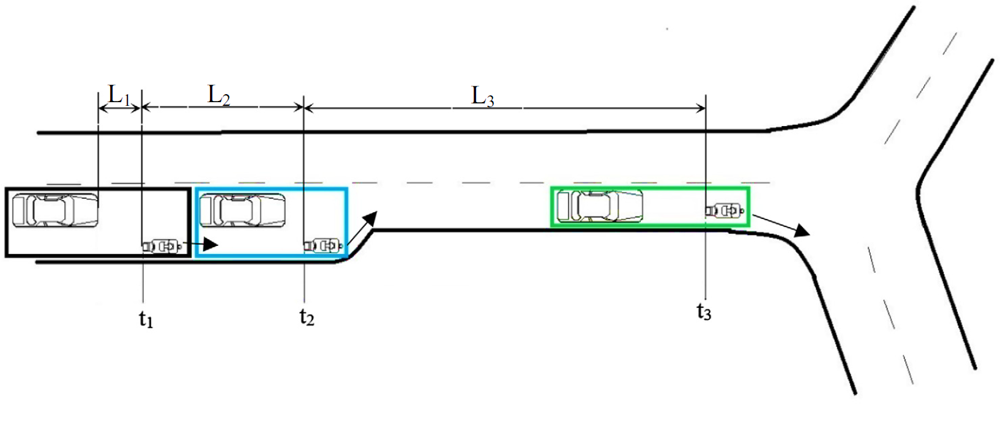 L₁ L₂ L₃
t₁ t₂ t₃